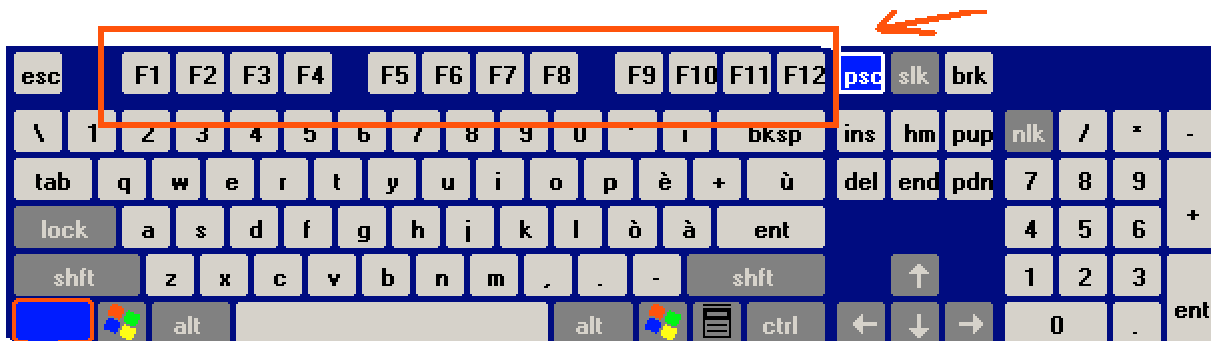 esc F1 F2 F3 F4 F5 F6 F7 F8 F9 F10 F11 F12 psc slk brk
\ 1 2 3 4 5 6 7 8 9 0 ' ì bksp ins hm pup nlk / * -
tab q w e r t y u i o p è + ù del end pdn 7 8 9
lock a s d f g h j k l ò à ent 4 5 6 +
shft z x c v b n m , . - shft ↑ 1 2 3
alt alt ctrl ← ↓ → 0 . ent